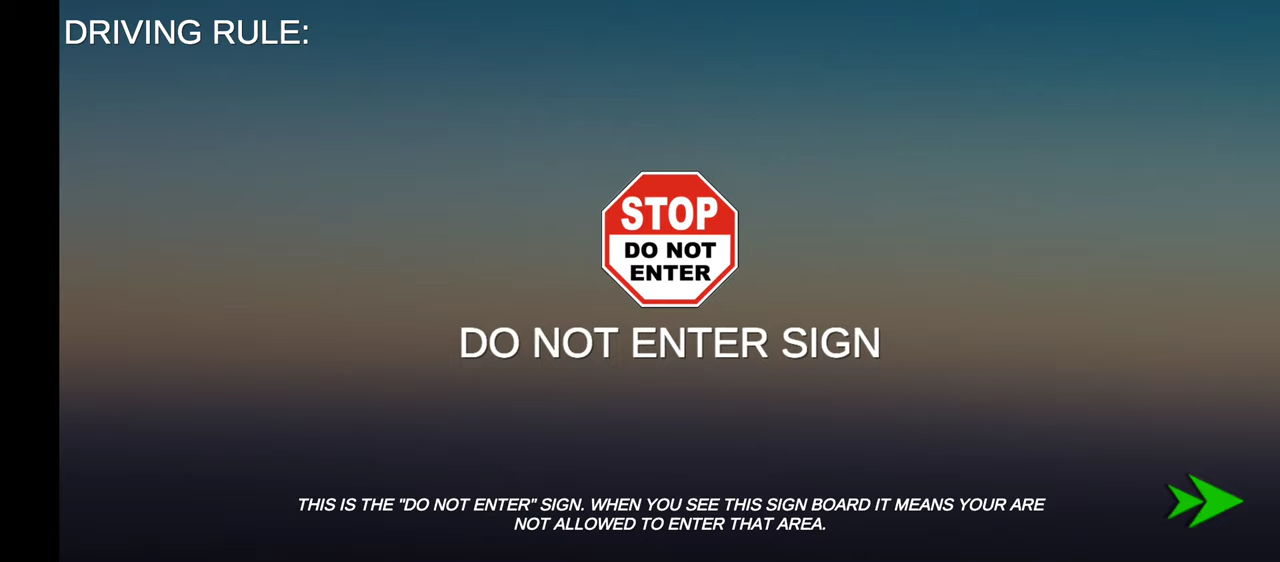 DRIVING RULE:
STOP
DO NOT
ENTER
DO NOT ENTER SIGN
THIS IS THE "DO NOT ENTER" SIGN. WHEN YOU SEE THIS SIGN BOARD IT MEANS YOUR ARE
NOT ALLOWED TO ENTER THAT AREA.